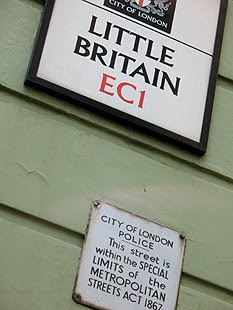 CITY OF LONDON
LITTLE
BRITAIN
EC1
CITY OF LONDON
POLICE
This street is
within the SPECIAL
LIMITS of the
METROPOLITAN
STREETS ACT 1867